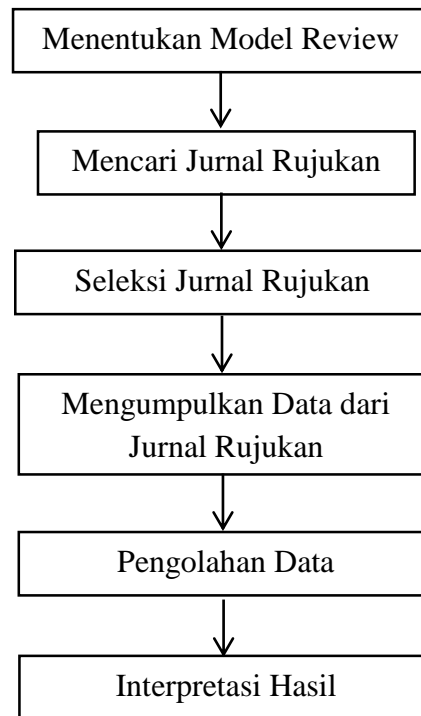 Menentukan Model Review
Mencari Jurnal Rujukan
Seleksi Jurnal Rujukan
Mengumpulkan Data dari
Jurnal Rujukan
Pengolahan Data
Interpretasi Hasil